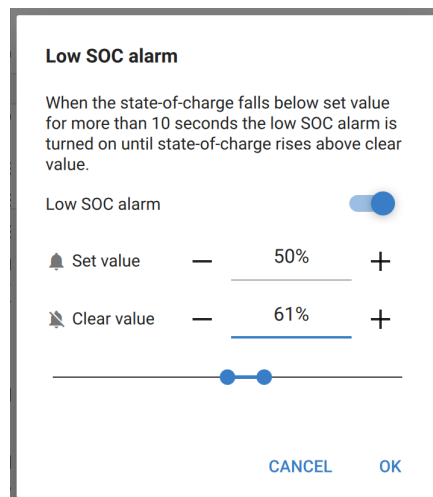 Low SOC alarm
When the state-of-charge falls below set value
for more than 10 seconds the low SOC alarm is
turned on until state-of-charge rises above clear
value.
Low SOC alarm
Set value — 50% +
Clear value — 61% +
CANCEL OK